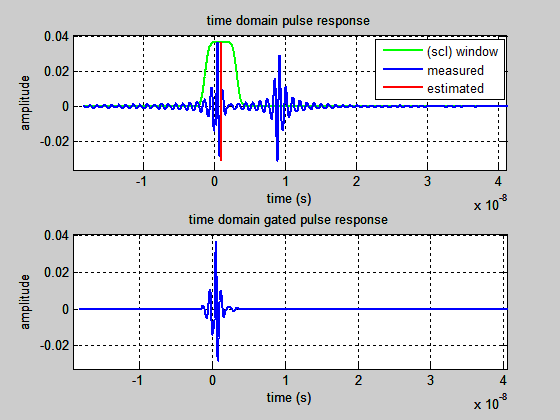 time domain pulse response
0.04
0.02
0
-0.02
amplitude
(scl) window
measured
estimated
-1
0
1
2
3
4
time (s)
x 10⁻⁸
time domain gated pulse response
0.04
0.02
0
-0.02
amplitude
-1
0
1
2
3
4
time (s)
x 10⁻⁸